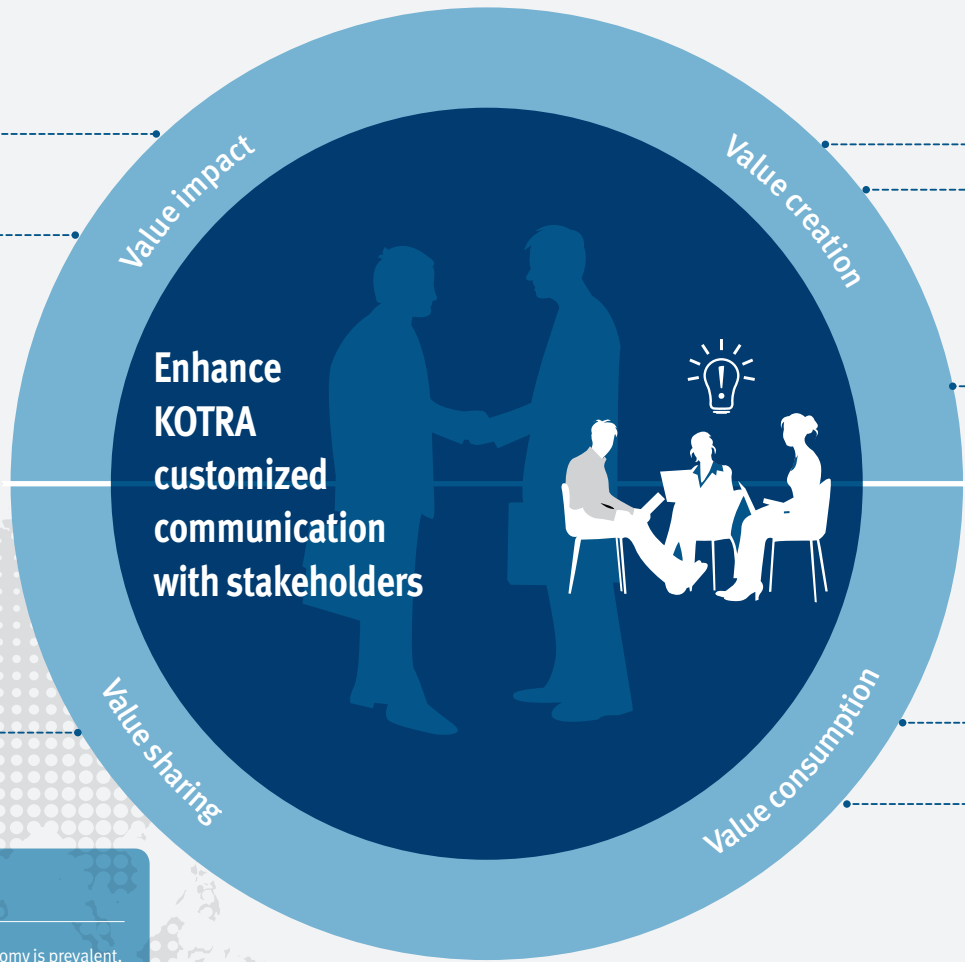 Value impact
Value creation
Enhance
KOTRA
customized
communication
with stakeholders
Value sharing
Value consumption
omy is prevalent.